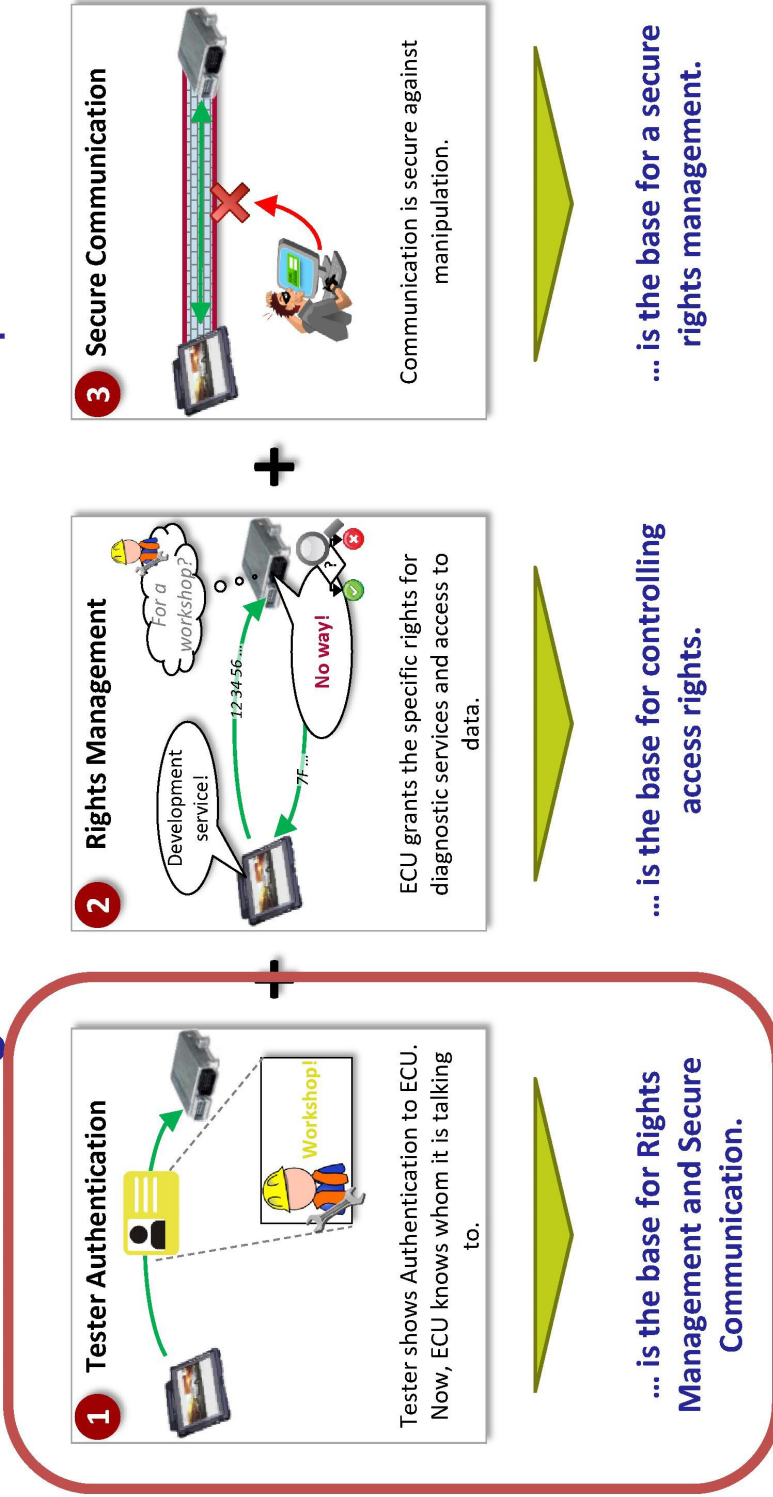 1 Tester Authentication
Workshop!
Tester shows Authentication to ECU.
Now, ECU knows whom it is talking
to.
... is the base for Rights
Management and Secure
Communication.
+
2 Rights Management
Development
service!
For a
workshop?
12 34 56 ...
7F ...
No way!
?
ECU grants the specific rights for
diagnostic services and access to
data.
... is the base for controlling
access rights.
+
3 Secure Communication
Communication is secure against
manipulation.
... is the base for a secure
rights management.